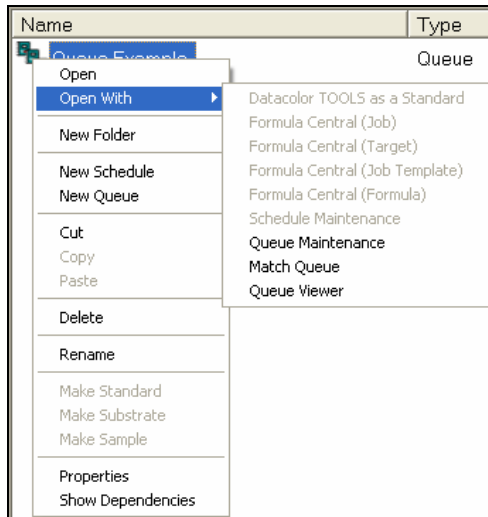 Name Type
Queue Example Queue
Open
Open With
New Folder
New Schedule
New Queue
Cut
Copy
Paste
Delete
Rename
Make Standard
Make Substrate
Make Sample
Properties
Show Dependencies
Datacolor TOOLS as a Standard
Formula Central (Job)
Formula Central (Target)
Formula Central (Job Template)
Formula Central (Formula)
Schedule Maintenance
Queue Maintenance
Match Queue
Queue Viewer